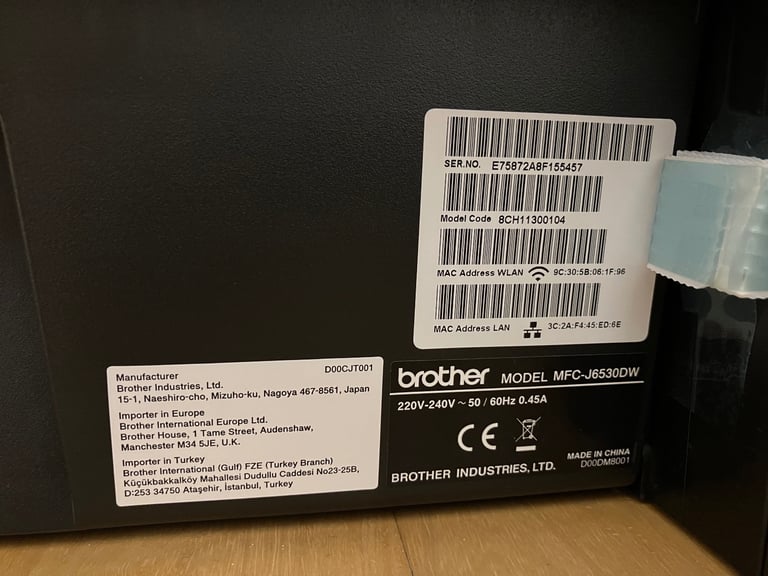 SER.NO. E75872A8F155457
Model Code 8CH11300104
MAC Address WLAN 9C:30:5B:06:1F:96
MAC Address LAN 3C:2A:F4:45:ED:6E
Manufacturer D00CJT001
Brother Industries, Ltd.
15-1, Naeshiro-cho, Mizuho-ku, Nagoya 467-8561, Japan
Importer in Europe
Brother International Europe Ltd.
Brother House, 1 Tame Street, Audenshaw,
Manchester M34 5JE, U.K.
Importer in Turkey
Brother International (Gulf) FZE (Turkey Branch)
Küçükbakkalköy Mahallesi Dudullu Caddesi No23-25B,
D:253 34750 Ataşehir, İstanbul, Turkey
brother MODEL MFC-J6530DW
220V-240V ~ 50 / 60Hz 0.45A
CE
MADE IN CHINA
BROTHER INDUSTRIES, LTD. D00DM8001